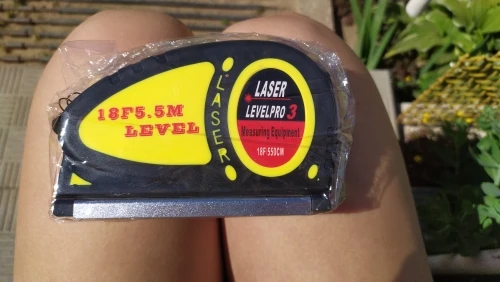 18F5.5M
LEVEL
LASER
LASER
LEVELPRO 3
Measuring Equipment
18F-550CM